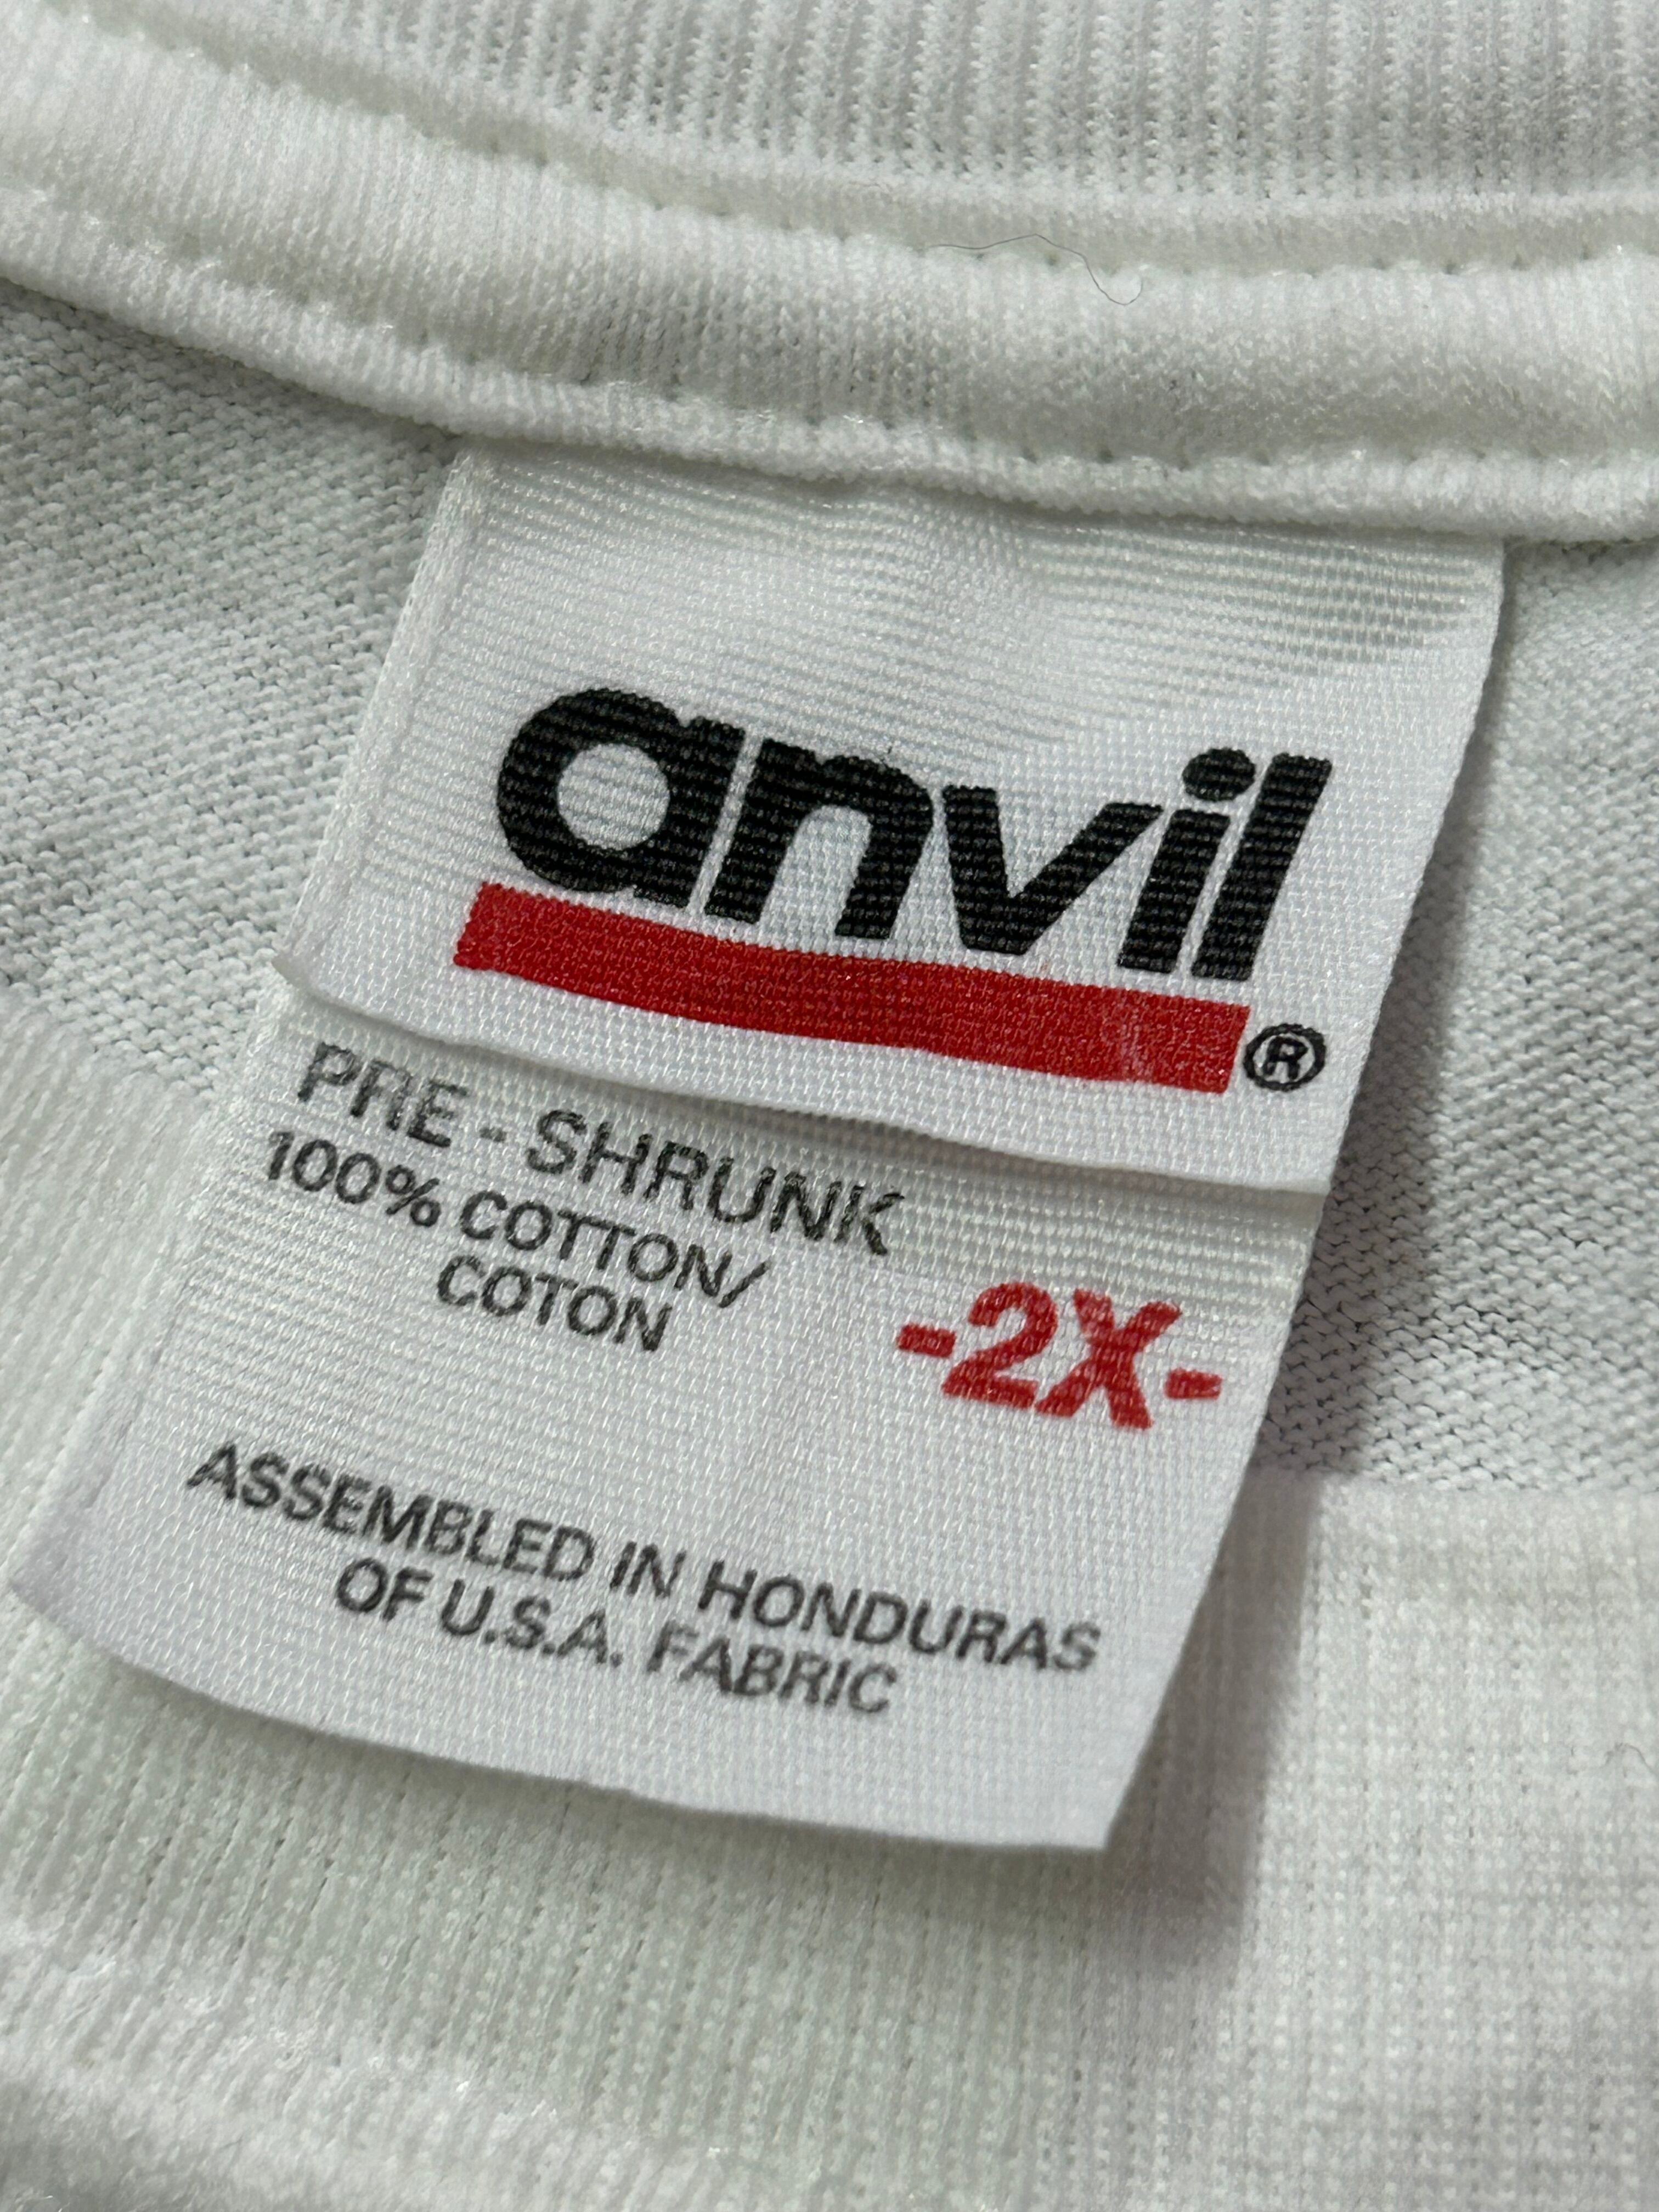 anvil
®
PRE - SHRUNK
100% COTTON/
COTON
-2X-
ASSEMBLED IN HONDURAS
OF U.S.A. FABRIC